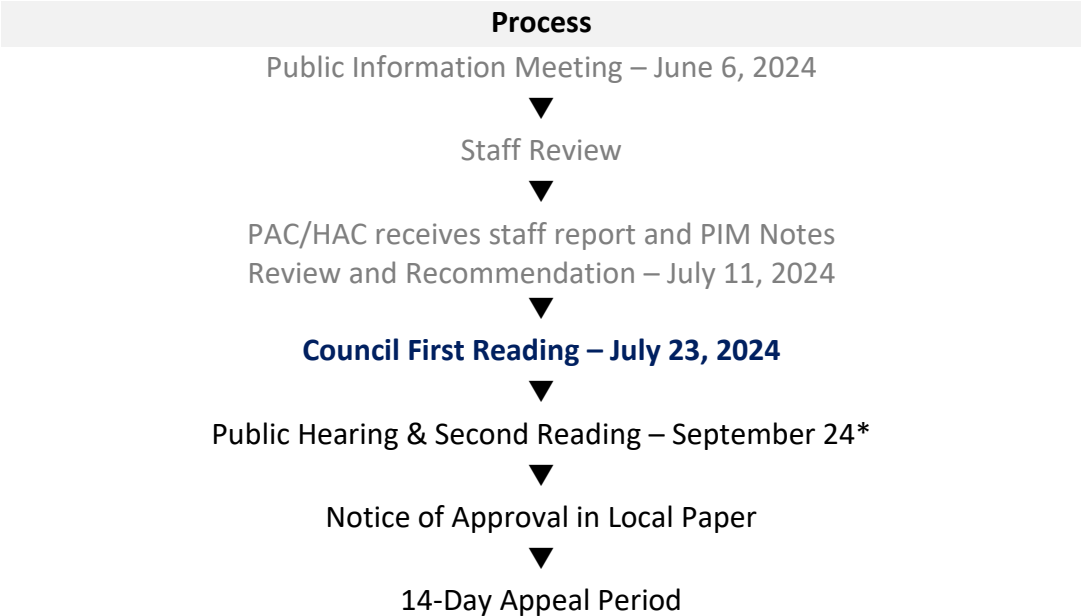 Process
Public Information Meeting – June 6, 2024
Staff Review
PAC/HAC receives staff report and PIM Notes
Review and Recommendation – July 11, 2024
Council First Reading – July 23, 2024
Public Hearing & Second Reading – September 24*
Notice of Approval in Local Paper
14-Day Appeal Period